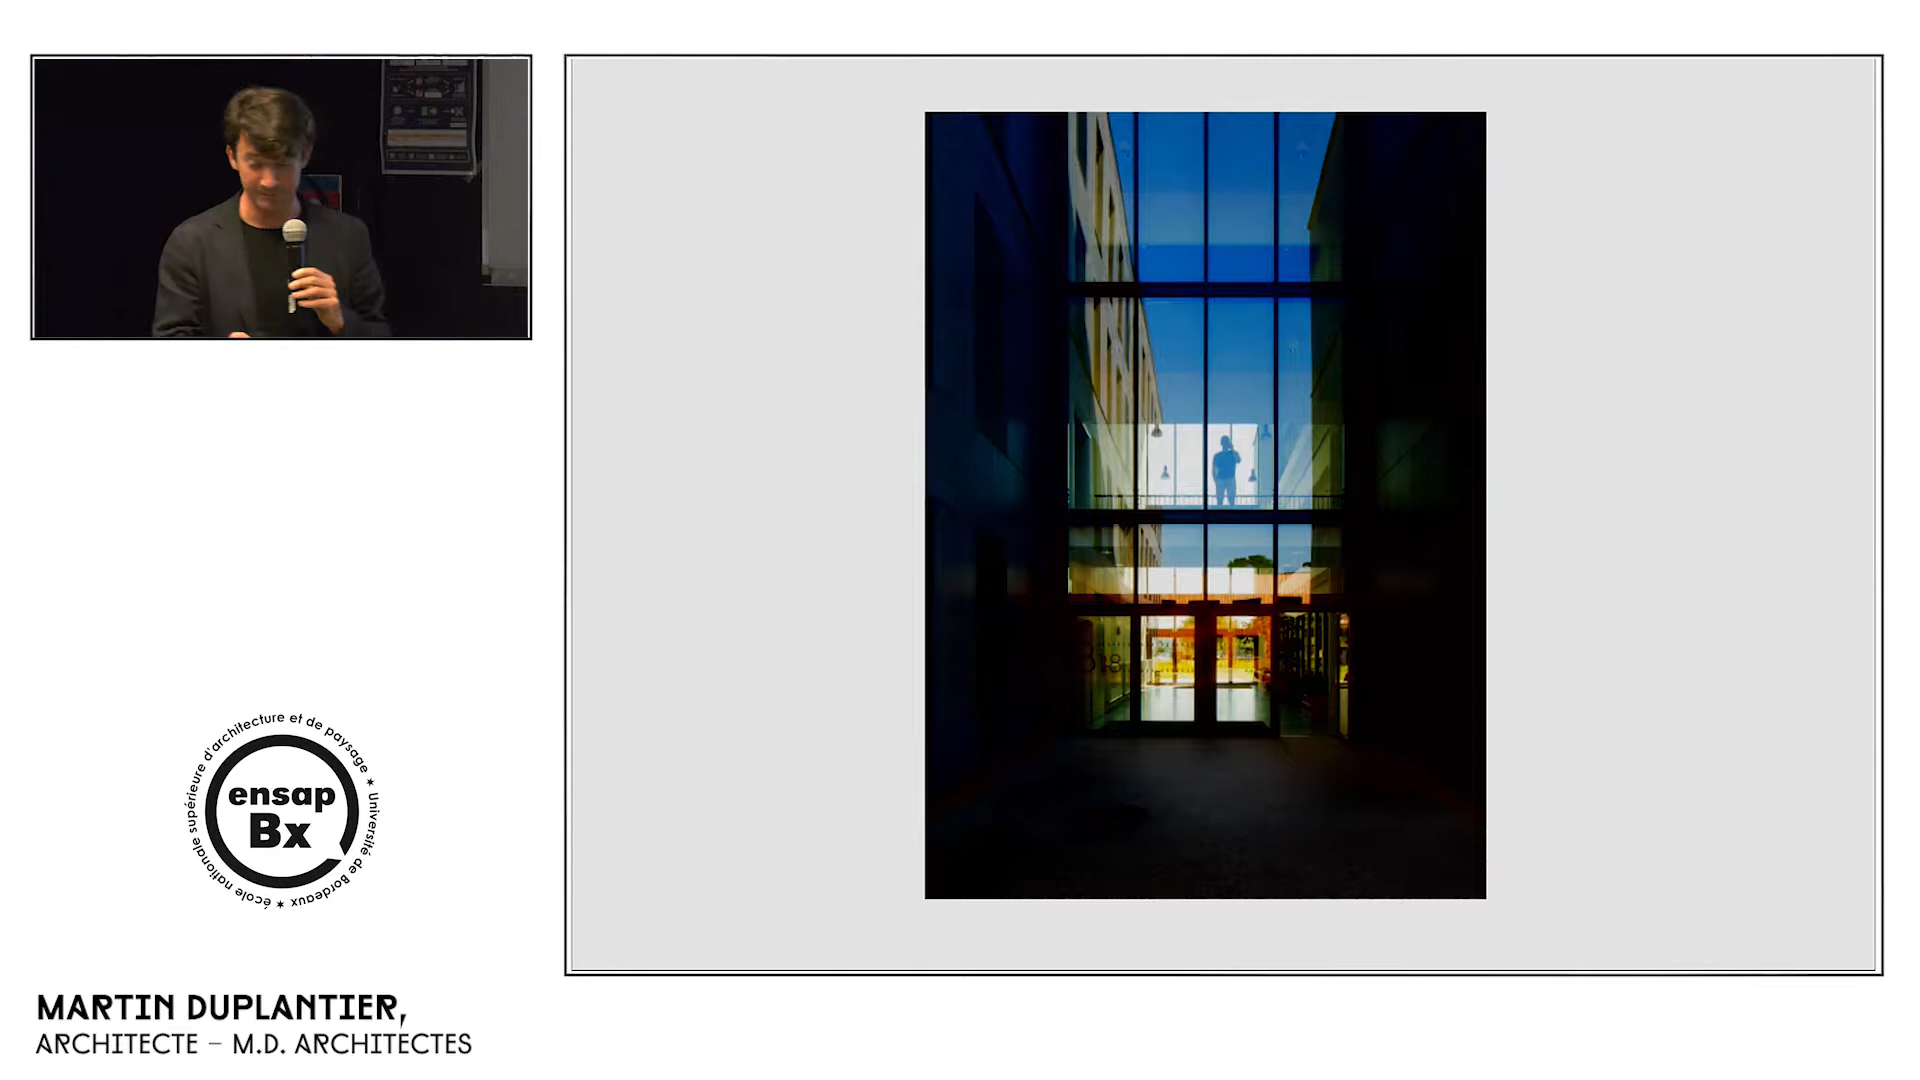 école nationale supérieure d'architecture et de paysage ★ Université de Bordeaux ★
ensap
Bx
MARTIN DUPLANTIER,
ARCHITECTE – M.D. ARCHITECTES